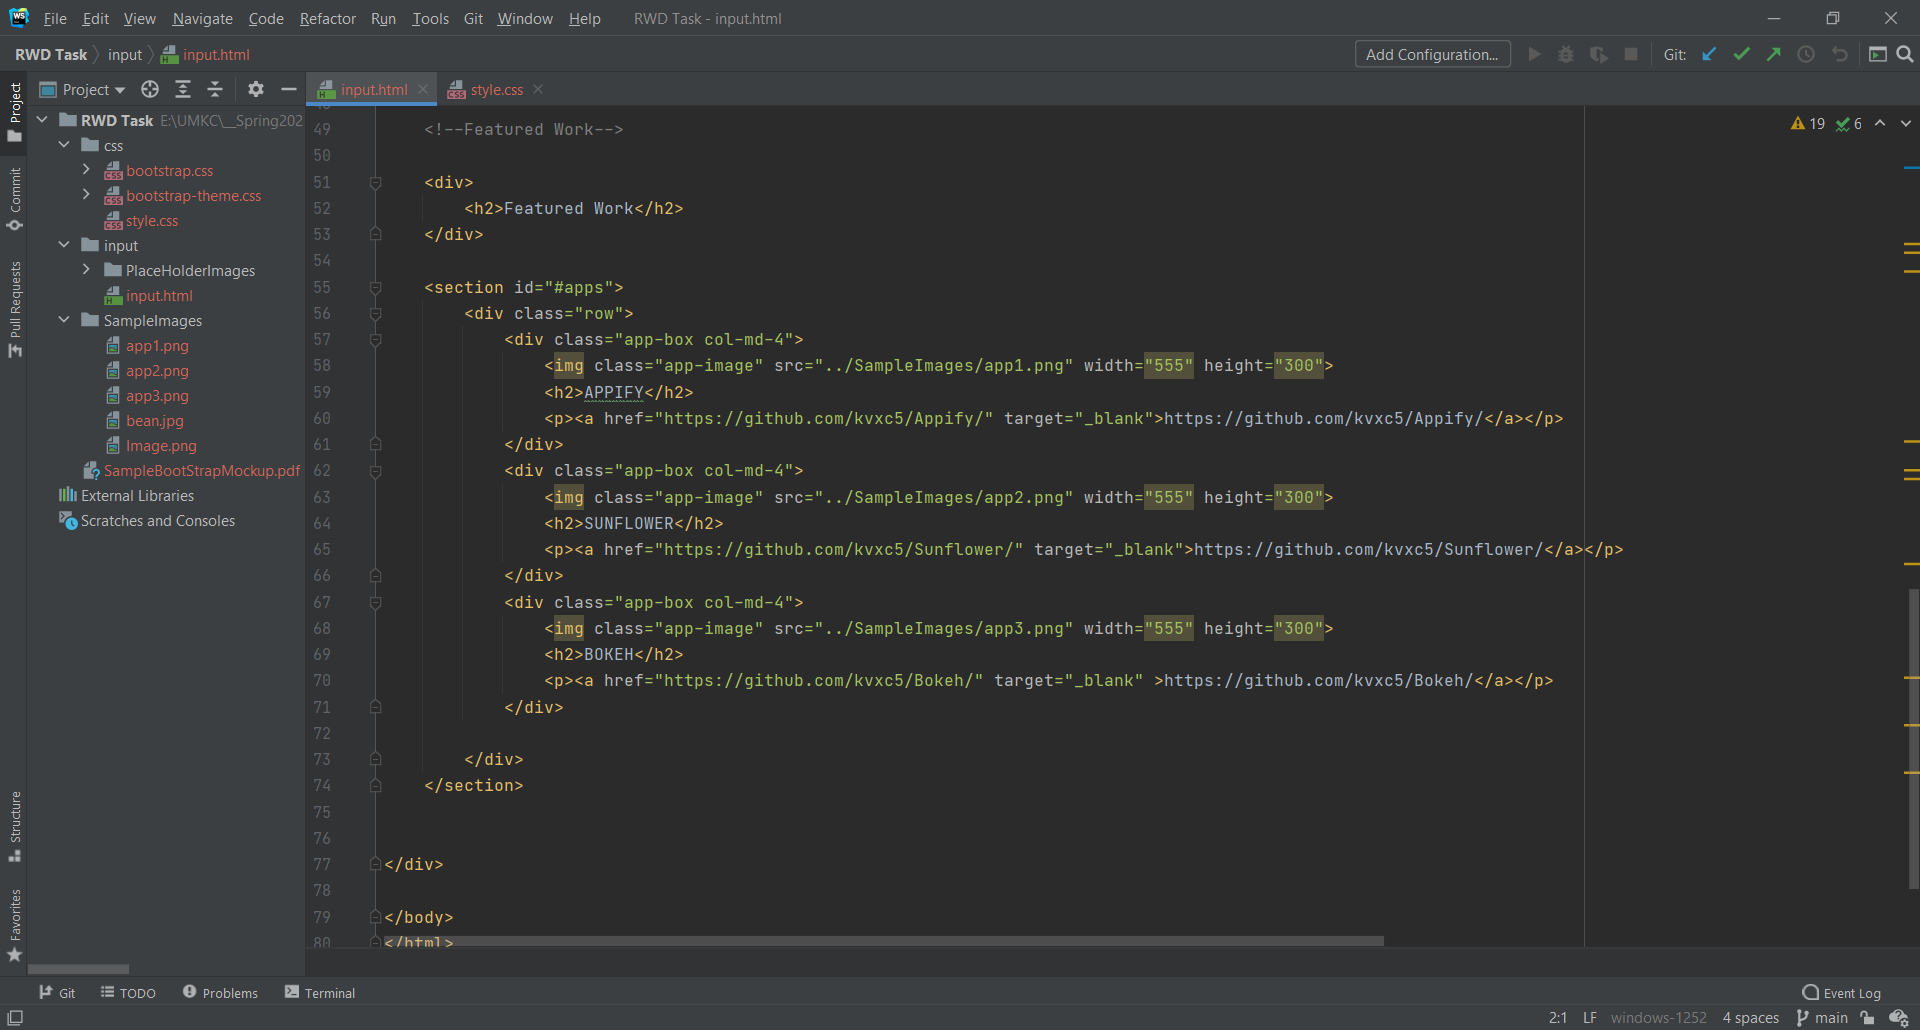 File Edit View Navigate Code Refactor Run Tools Git Window Help RWD Task - input.html
RWD Task input input.html Add Configuration... Git:
Project input.html style.css
RWD Task E:\UMKC\__Spring202
css
bootstrap.css
bootstrap-theme.css
style.css
input
PlaceHolderImages
input.html
SampleImages
app1.png
app2.png
app3.png
bean.jpg
Image.png
SampleBootStrapMockup.pdf
External Libraries
Scratches and Consoles
Project
Commit
Pull Requests
Structure
Favorites
19 6
49 <!--Featured Work-->
50
51 <div>
52 <h2>Featured Work</h2>
53 </div>
54
55 <section id="#apps">
56 <div class="row">
57 <div class="app-box col-md-4">
58 <img class="app-image" src="../SampleImages/app1.png" width="555" height="300">
59 <h2>APPIFY</h2>
60 <p><a href="https://github.com/kvxc5/Appify/" target="_blank">https://github.com/kvxc5/Appify/</a></p>
61 </div>
62 <div class="app-box col-md-4">
63 <img class="app-image" src="../SampleImages/app2.png" width="555" height="300">
64 <h2>SUNFLOWER</h2>
65 <p><a href="https://github.com/kvxc5/Sunflower/" target="_blank">https://github.com/kvxc5/Sunflower/</a></p>
66 </div>
67 <div class="app-box col-md-4">
68 <img class="app-image" src="../SampleImages/app3.png" width="555" height="300">
69 <h2>BOKEH</h2>
70 <p><a href="https://github.com/kvxc5/Bokeh/" target="_blank" >https://github.com/kvxc5/Bokeh/</a></p>
71 </div>
72
73 </div>
74 </section>
75
76
77 </div>
78
79 </body>
80 </html>
Git TODO Problems Terminal Event Log
2:1 LF windows-1252 4 spaces main